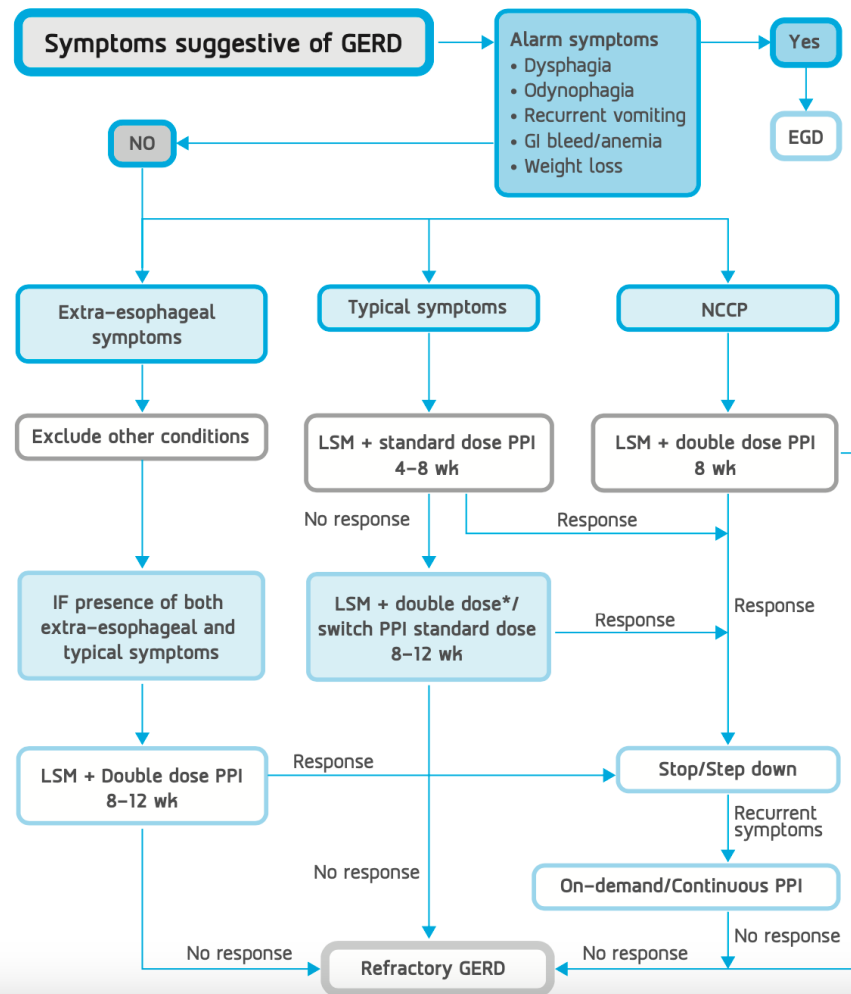 Symptoms suggestive of GERD
Alarm symptoms
• Dysphagia
• Odynophagia
• Recurrent vomiting
• GI bleed/anemia
• Weight loss
Yes
EGD
NO
Extra-esophageal
symptoms
Typical symptoms
NCCP
Exclude other conditions
LSM + standard dose PPI
4-8 wk
LSM + double dose PPI
8 wk
No response
Response
IF presence of both
extra-esophageal and
typical symptoms
LSM + double dose*/
switch PPI standard dose
8-12 wk
Response
Response
LSM + Double dose PPI
8-12 wk
Response
Stop/Step down
Recurrent
symptoms
No response
On-demand/Continuous PPI
No response
No response
No response
Refractory GERD